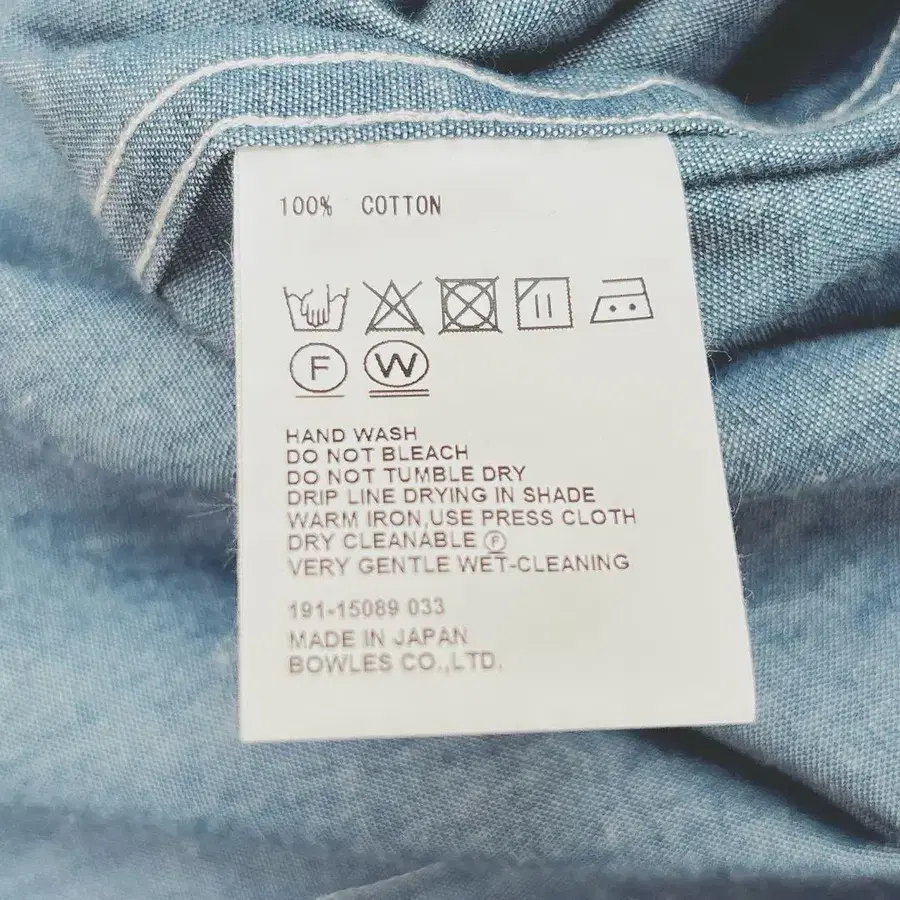 100% COTTON
F W
HAND WASH
DO NOT BLEACH
DO NOT TUMBLE DRY
DRIP LINE DRYING IN SHADE
WARM IRON,USE PRESS CLOTH
DRY CLEANABLE Ⓕ
VERY GENTLE WET-CLEANING
191-15089 033
MADE IN JAPAN
BOWLES CO.,LTD.